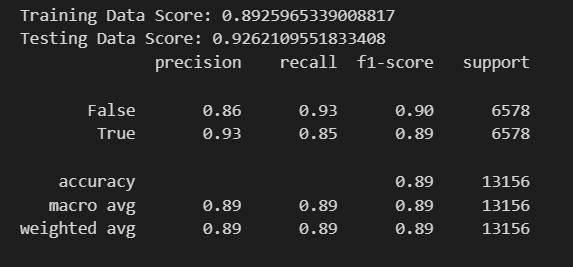 Training Data Score: 0.8925965339008817
Testing Data Score: 0.9262109551833408
precision recall f1-score support
False 0.86 0.93 0.90 6578
True 0.93 0.85 0.89 6578
accuracy 0.89 13156
macro avg 0.89 0.89 0.89 13156
weighted avg 0.89 0.89 0.89 13156